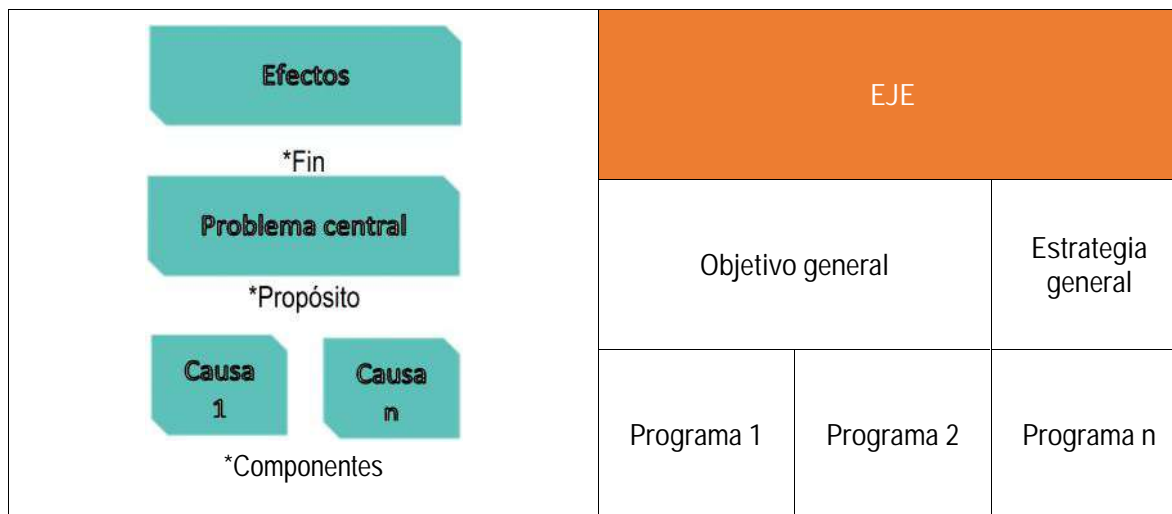 Efectos
*Fin
Problema central
*Propósito
Causa
1
Causa
n
*Componentes
EJE
Objetivo general
Estrategia
general
Programa 1
Programa 2
Programa n